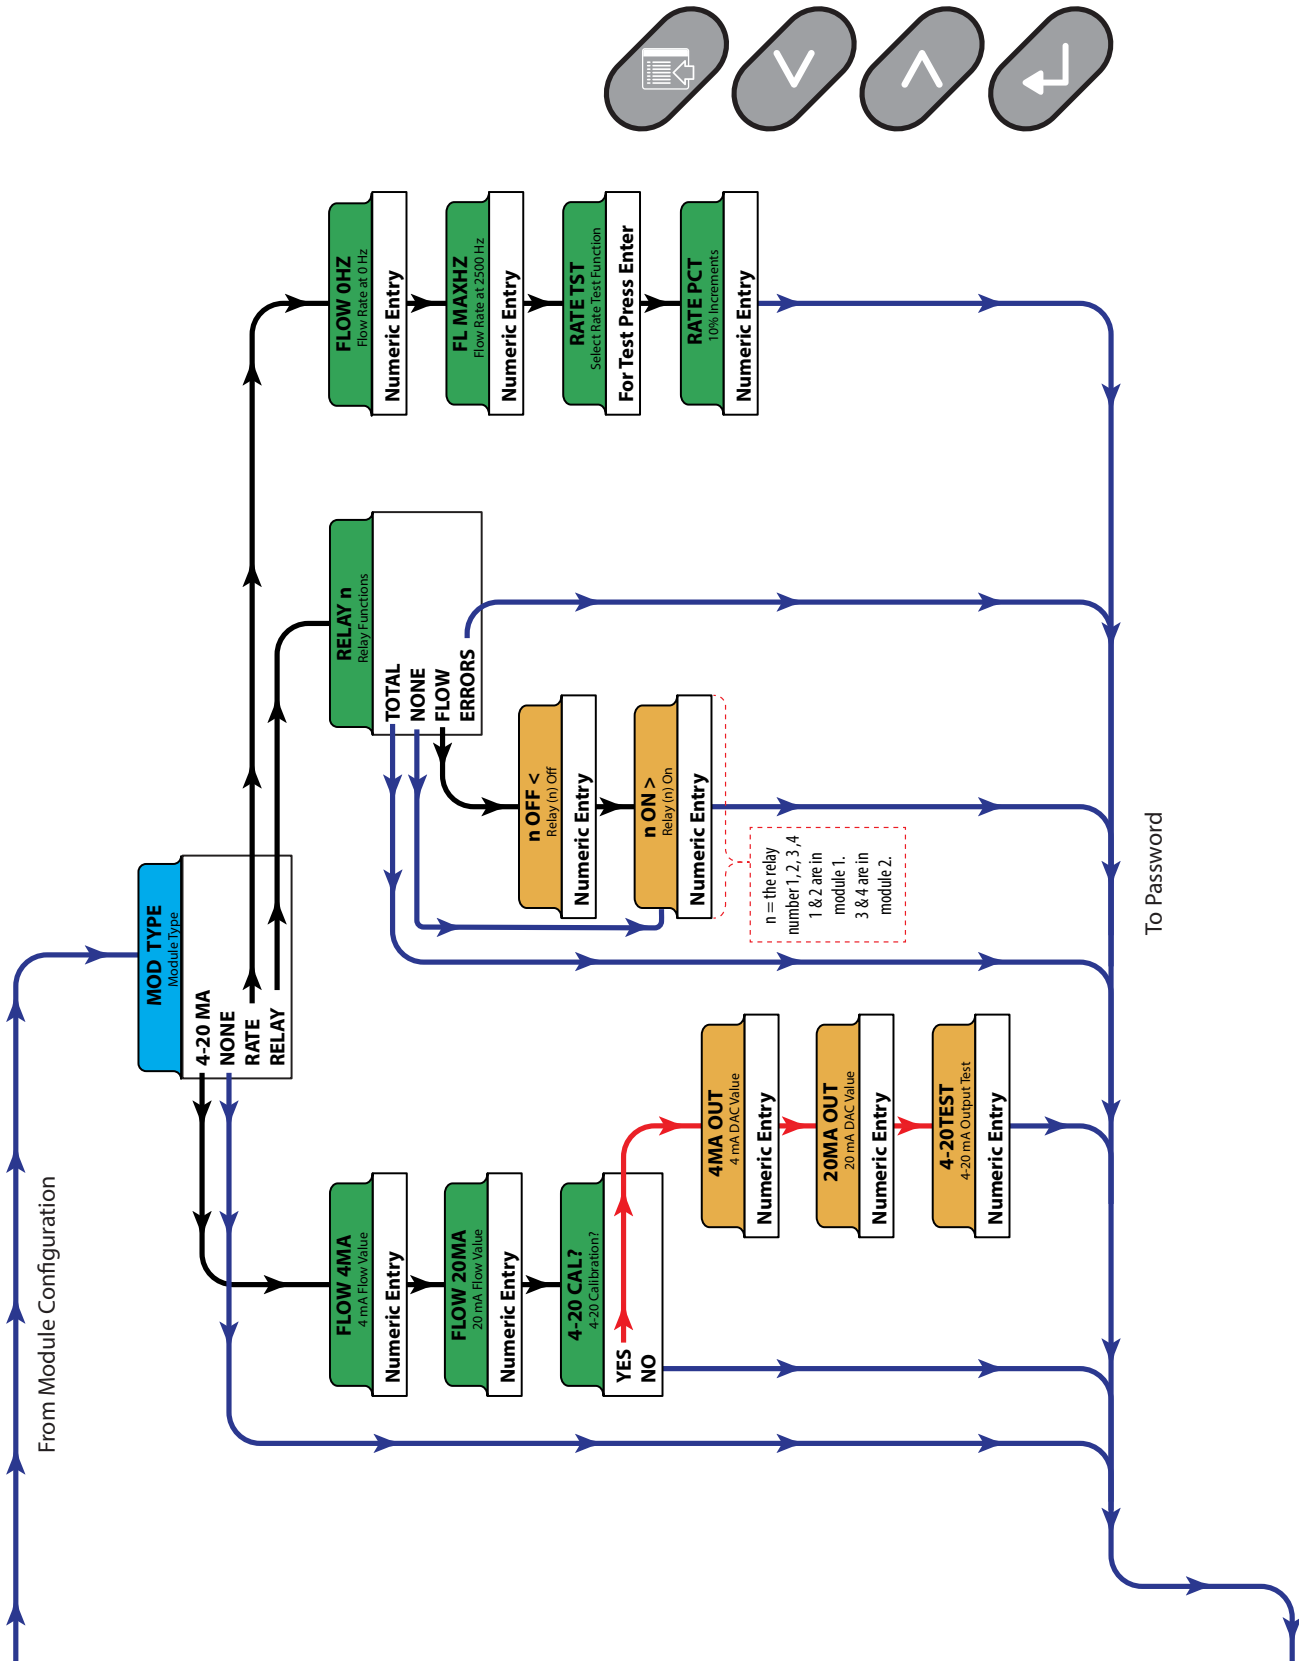 From Module Configuration
MOD TYPE
Module Type
4-20 MA
NONE
RATE
RELAY
FLOW 4MA
4 mA Flow Value
Numeric Entry
FLOW 20MA
20 mA Flow Value
Numeric Entry
4-20 CAL?
4-20 Calibration?
YES
NO
4MA OUT
4 mA DAC Value
Numeric Entry
20MA OUT
20 mA DAC Value
Numeric Entry
4-20TEST
4-20 mA Output Test
Numeric Entry
RELAY n
Relay Functions
TOTAL
NONE
FLOW
ERRORS
n OFF <
Relay (n) Off
Numeric Entry
n ON >
Relay (n) On
Numeric Entry
n = the relay
number 1, 2, 3 ,4
1 & 2 are in
module 1.
3 & 4 are in
module 2.
FLOW 0HZ
Flow Rate at 0 Hz
Numeric Entry
FL MAXHZ
Flow Rate at 2500 Hz
Numeric Entry
RATE TST
Select Rate Test Function
For Test Press Enter
RATE PCT
10% Increments
Numeric Entry
To Password